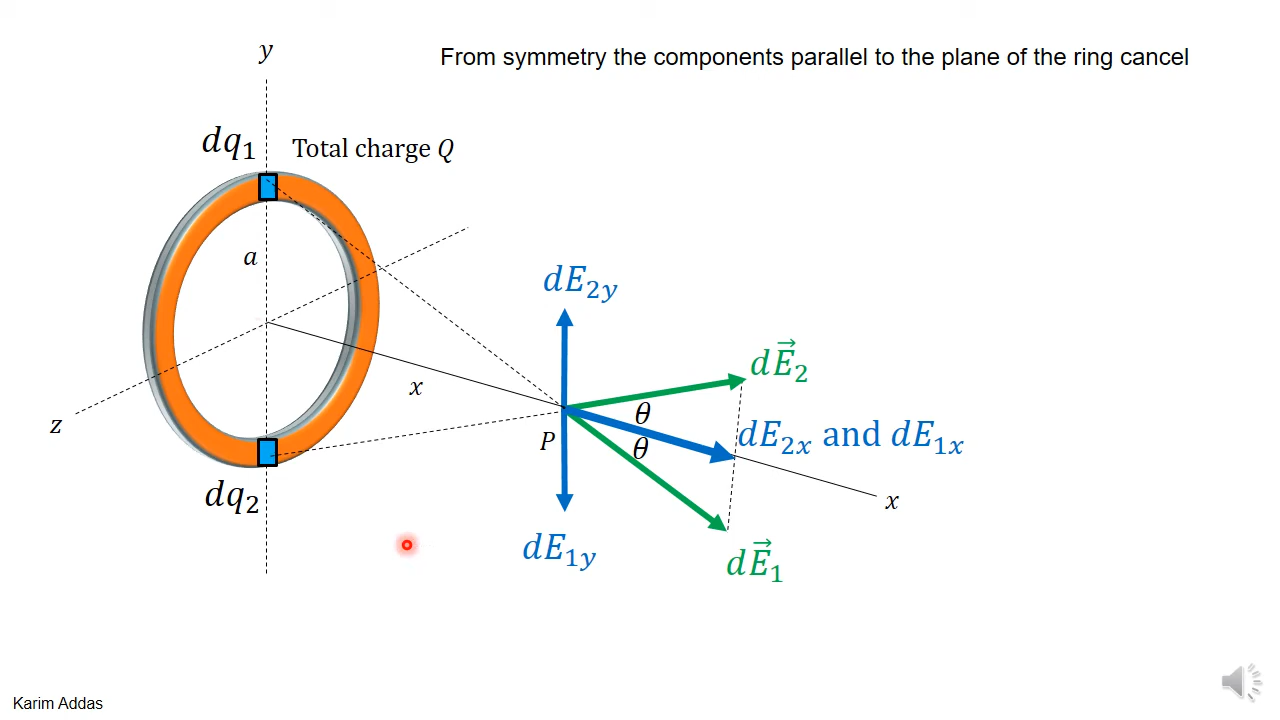 From symmetry the components parallel to the plane of the ring cancel
y
dq₁
Total charge Q
a
z
x
dq₂
dE₂y
P
θ
θ
dE⃗₂
dE₂ₓ and dE₁ₓ
x
dE₁y
dE⃗₁
Karim Addas